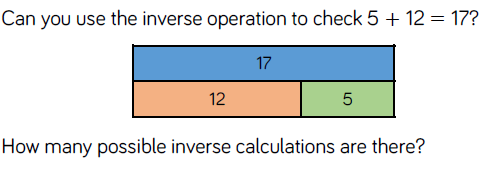 Can you use the inverse operation to check 5 + 12 = 17?
17
12 5
How many possible inverse calculations are there?